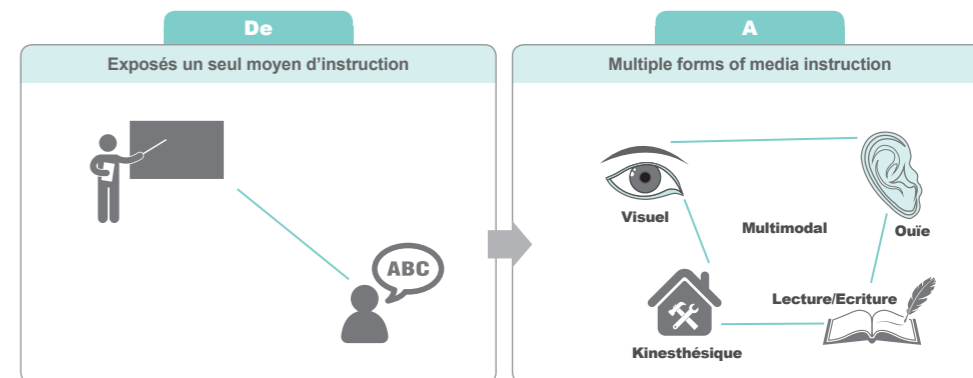 De
Exposés un seul moyen d’instruction
ABC
A
Multiple forms of media instruction
Visuel
Multimodal
Ouïe
Lecture/Ecriture
Kinesthésique